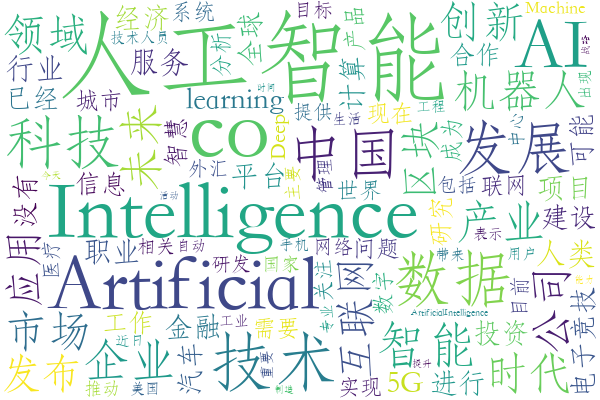 技术人员
经济
系统
目标
Machine
领域
人工智能
分析
全球
产品
创新
AI
战略
行业
服务
计算
合作
机器人
出现
已经
城市
learning
时间
提供
现在
工程
科技
未来
智慧
co
Deep
生活
中国
区块
成为
中心
发展
可能
没有
信息
外汇
平台
主要
管理
世界
包括
联网
项目
今天
活动
Intelligence
研究
产业
建设
应用
医疗
职业
相关
自动
手机
网络
问题
表示
带来
用户
人类
研发
国家
关注
数字
互联网
数据
目前
公司
电子竞技
Artificial
专业
ArtificialIntelligence
市场
工作
近日
金融
工业
需要
智能
投资
发布
企业
技术
汽车
重要
实现
5G
进行
时代
推动
美国
提升